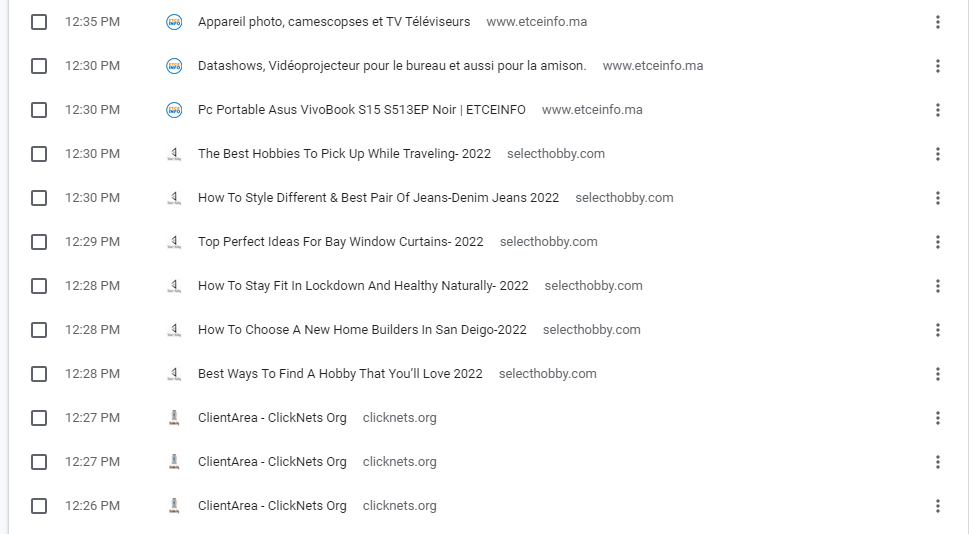 12:35 PM Appareil photo, camescopses et TV Téléviseurs www.etceinfo.ma
12:30 PM Datashows, Vidéoprojecteur pour le bureau et aussi pour la amison. www.etceinfo.ma
12:30 PM Pc Portable Asus VivoBook S15 S513EP Noir | ETCEINFO www.etceinfo.ma
12:30 PM The Best Hobbies To Pick Up While Traveling- 2022 selecthobby.com
12:30 PM How To Style Different & Best Pair Of Jeans-Denim Jeans 2022 selecthobby.com
12:29 PM Top Perfect Ideas For Bay Window Curtains- 2022 selecthobby.com
12:28 PM How To Stay Fit In Lockdown And Healthy Naturally- 2022 selecthobby.com
12:28 PM How To Choose A New Home Builders In San Deigo-2022 selecthobby.com
12:28 PM Best Ways To Find A Hobby That You’ll Love 2022 selecthobby.com
12:27 PM ClientArea - ClickNets Org clicknets.org
12:27 PM ClientArea - ClickNets Org clicknets.org
12:26 PM ClientArea - ClickNets Org clicknets.org